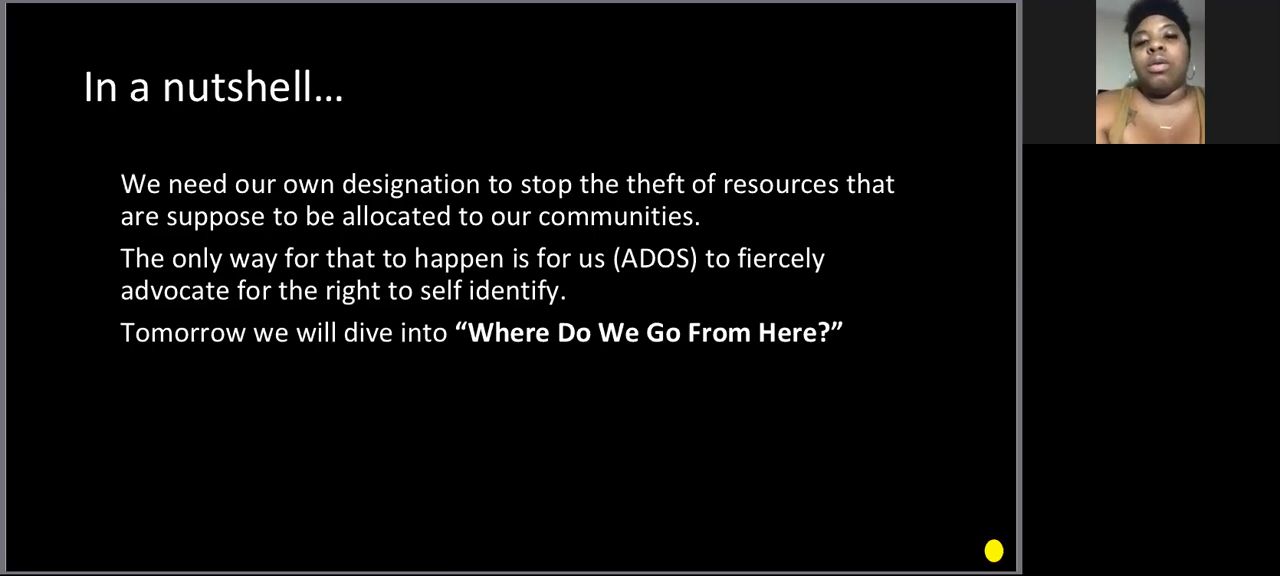 In a nutshell...
We need our own designation to stop the theft of resources that
are suppose to be allocated to our communities.
The only way for that to happen is for us (ADOS) to fiercely
advocate for the right to self identify.
Tomorrow we will dive into “Where Do We Go From Here?”